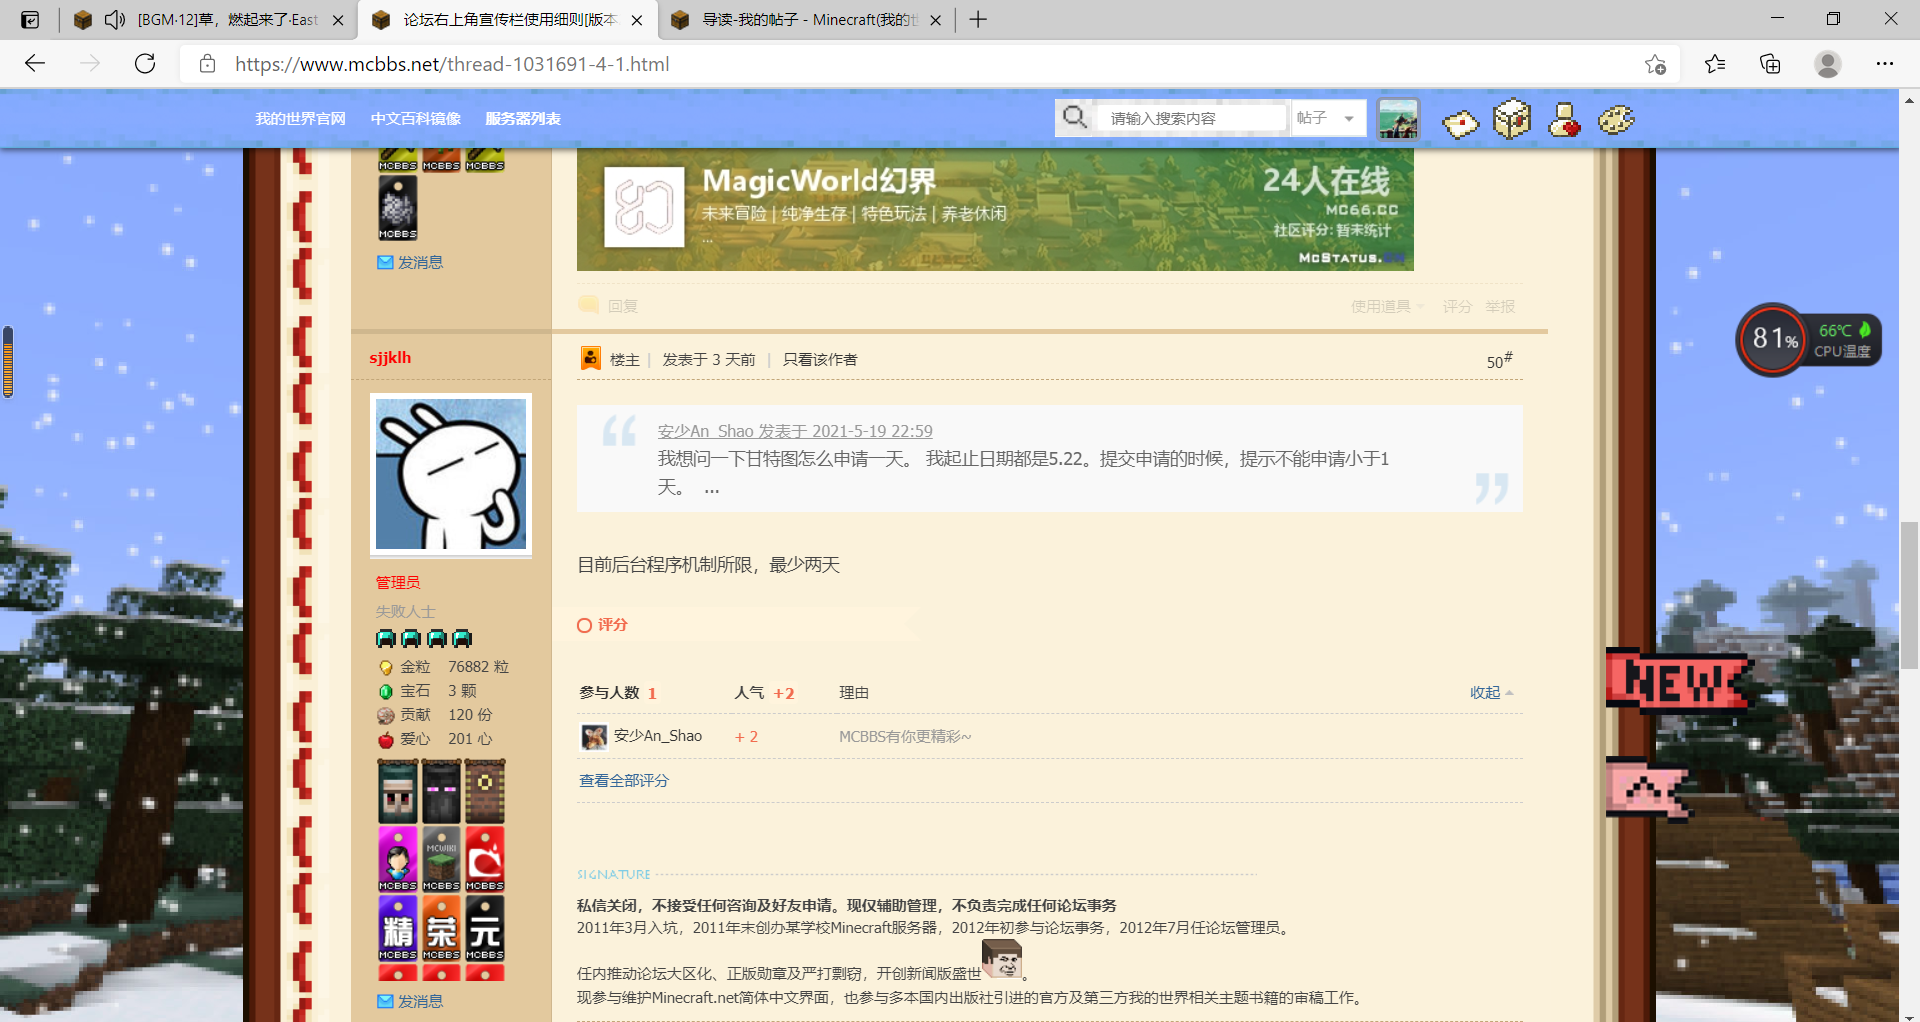 [BGM·12]草，燃起来了·East
论坛右上角宣传栏使用细则[版本
导读-我的帖子 - Minecraft(我的世
https://www.mcbbs.net/thread-1031691-4-1.html
我的世界官网 中文百科镜像 服务器列表
请输入搜索内容 帖子
MCBBS MCBBS MCBBS
MCBBS
发消息
MagicWorld幻界
未来冒险 | 纯净生存 | 特色玩法 | 养老休闲
...
24人在线
MC66.CC
社区评分: 暂未统计
McStatus.
回复 使用道具 评分 举报
81% 66℃
CPU温度
sjjklh
楼主 | 发表于 3 天前 | 只看该作者 50#
安少An_Shao 发表于 2021-5-19 22:59
我想问一下甘特图怎么申请一天。 我起止日期都是5.22。提交申请的时候，提示不能申请小于1
天。 ...
目前后台程序机制所限，最少两天
管理员
失败人士
金粒 76882 粒
宝石 3 颗
贡献 120 份
爱心 201 心
评分
参与人数 1 人气 +2 理由 收起
安少An_Shao + 2 MCBBS有你更精彩~
查看全部评分
NEW
MCWIKI
MCBBS MCBBS MCBBS
精 荣 元
MCBBS MCBBS MCBBS
发消息
SIGNATURE
私信关闭，不接受任何咨询及好友申请。现仅辅助管理，不负责完成任何论坛事务
2011年3月入坑，2011年末创办某学校Minecraft服务器，2012年初参与论坛事务，2012年7月任论坛管理员。
任内推动论坛大区化、正版勋章及严打剽窃，开创新闻版盛世。
现参与维护Minecraft.net简体中文界面，也参与多本国内出版社引进的官方及第三方我的世界相关主题书籍的审稿工作。